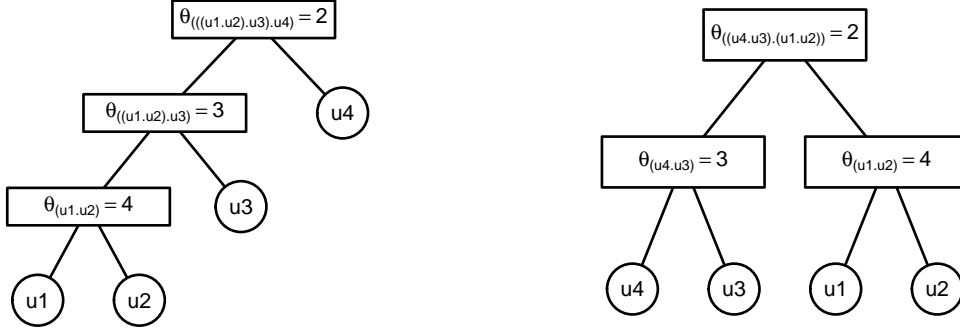 θ(((u1.u2).u3).u4) = 2
θ((u1.u2).u3) = 3
u4
θ(u1.u2) = 4
u3
u1
u2
θ((u4.u3).(u1.u2)) = 2
θ(u4.u3) = 3
θ(u1.u2) = 4
u4
u3
u1
u2